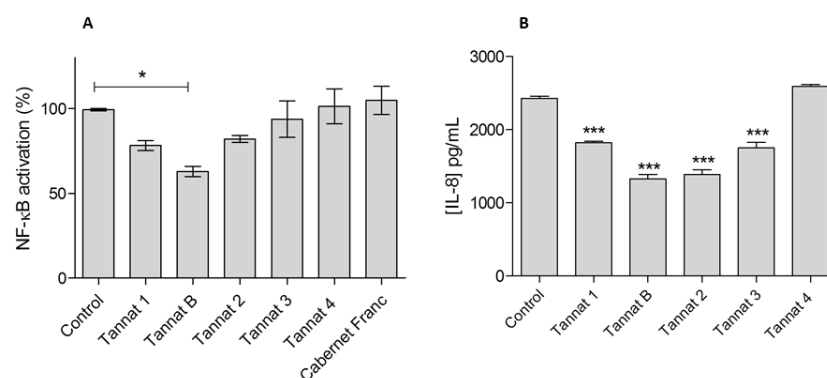 A
NF-κB activation (%)
100
50
0
*
Control
Tannat 1
Tannat B
Tannat 2
Tannat 3
Tannat 4
Cabernet Franc
B
[IL-8] pg/mL
3000
2000
1000
0
***
***
***
***
Control
Tannat 1
Tannat B
Tannat 2
Tannat 3
Tannat 4